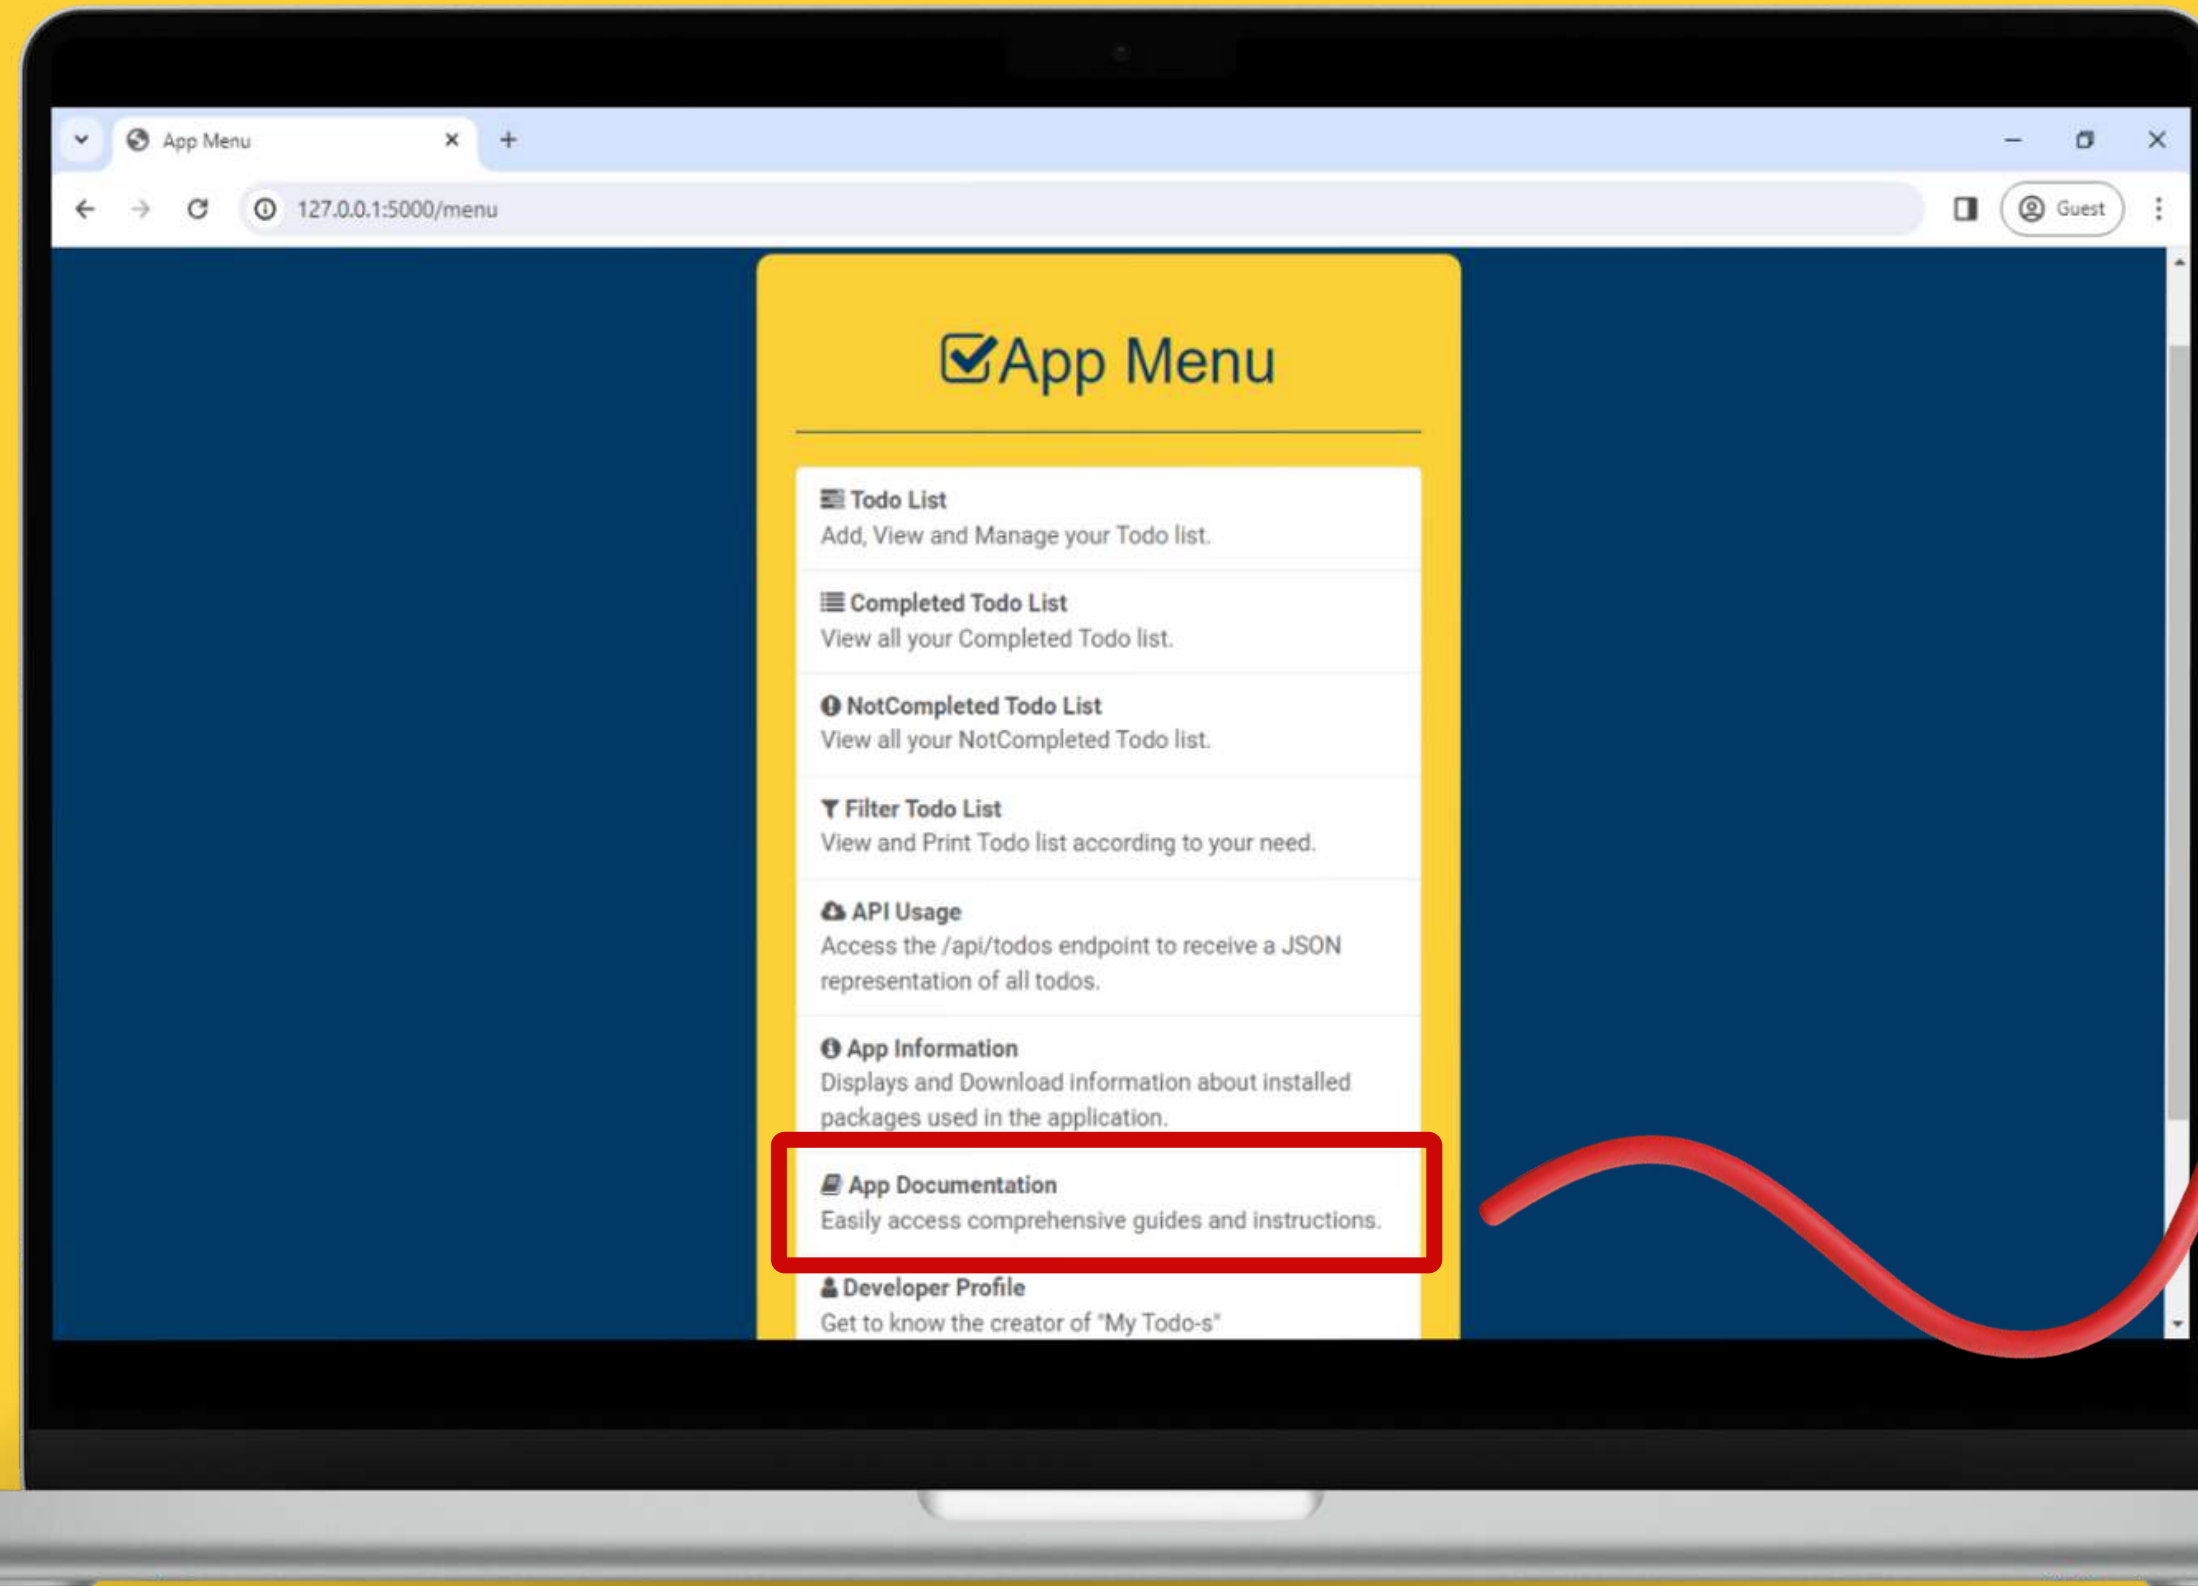 App Menu
127.0.0.1:5000/menu
Guest
App Menu
Todo List
Add, View and Manage your Todo list.
Completed Todo List
View all your Completed Todo list.
NotCompleted Todo List
View all your NotCompleted Todo list.
Filter Todo List
View and Print Todo list according to your need.
API Usage
Access the /api/todos endpoint to receive a JSON
representation of all todos.
App Information
Displays and Download information about installed
packages used in the application.
App Documentation
Easily access comprehensive guides and instructions.
Developer Profile
Get to know the creator of "My Todo-s"